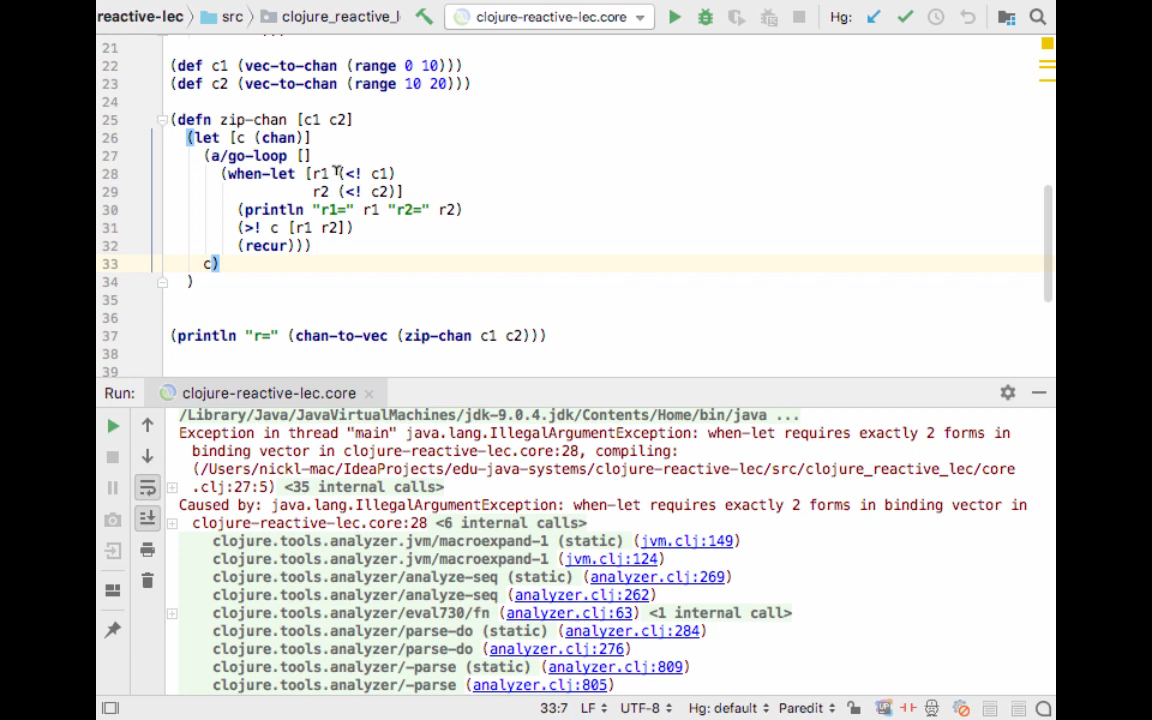 reactive-lec src clojure_reactive_l clojure-reactive-lec.core Hg:
21
22 (def c1 (vec-to-chan (range 0 10)))
23 (def c2 (vec-to-chan (range 10 20)))
24
25 (defn zip-chan [c1 c2]
26 (let [c (chan)]
27 (a/go-loop []
28 (when-let [r1 (<! c1)
29 r2 (<! c2)]
30 (println "r1=" r1 "r2=" r2)
31 (>! c [r1 r2])
32 (recur)))
33 c)
34 )
35
36
37 (println "r=" (chan-to-vec (zip-chan c1 c2)))
38
39
Run: clojure-reactive-lec.core
/Library/Java/JavaVirtualMachines/jdk-9.0.4.jdk/Contents/Home/bin/java ...
Exception in thread "main" java.lang.IllegalArgumentException: when-let requires exactly 2 forms in
binding vector in clojure-reactive-lec.core:28, compiling:
(/Users/nickl-mac/IdeaProjects/edu-java-systems/clojure-reactive-lec/src/clojure_reactive_lec/core
.clj:27:5) <35 internal calls>
Caused by: java.lang.IllegalArgumentException: when-let requires exactly 2 forms in binding vector in
clojure-reactive-lec.core:28 <6 internal calls>
clojure.tools.analyzer.jvm/macroexpand-1 (static) (jvm.clj:149)
clojure.tools.analyzer.jvm/macroexpand-1 (jvm.clj:124)
clojure.tools.analyzer/analyze-seq (static) (analyzer.clj:269)
clojure.tools.analyzer/analyze-seq (analyzer.clj:262)
clojure.tools.analyzer/eval730/fn (analyzer.clj:63) <1 internal call>
clojure.tools.analyzer/parse-do (static) (analyzer.clj:284)
clojure.tools.analyzer/parse-do (analyzer.clj:276)
clojure.tools.analyzer/-parse (static) (analyzer.clj:809)
clojure.tools.analyzer/-parse (analyzer.clj:805)
33:7 LF UTF-8 Hg: default Paredit